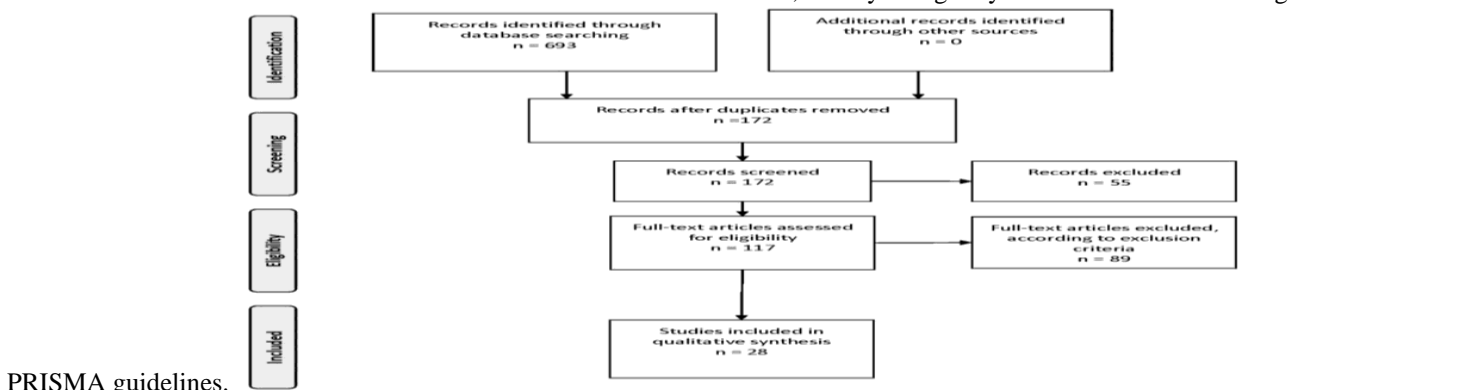 Records identified through
database searching
n = 693
Additional records identified
through other sources
n = 0
Identification
Records after duplicates removed
n =172
Screening
Records screened
n = 172
Records excluded
n = 55
Eligibility
Full-text articles assessed
for eligibility
n = 117
Full-text articles excluded,
according to exclusion
criteria
n = 89
Included
Studies included in
qualitative synthesis
n = 28
PRISMA guidelines.